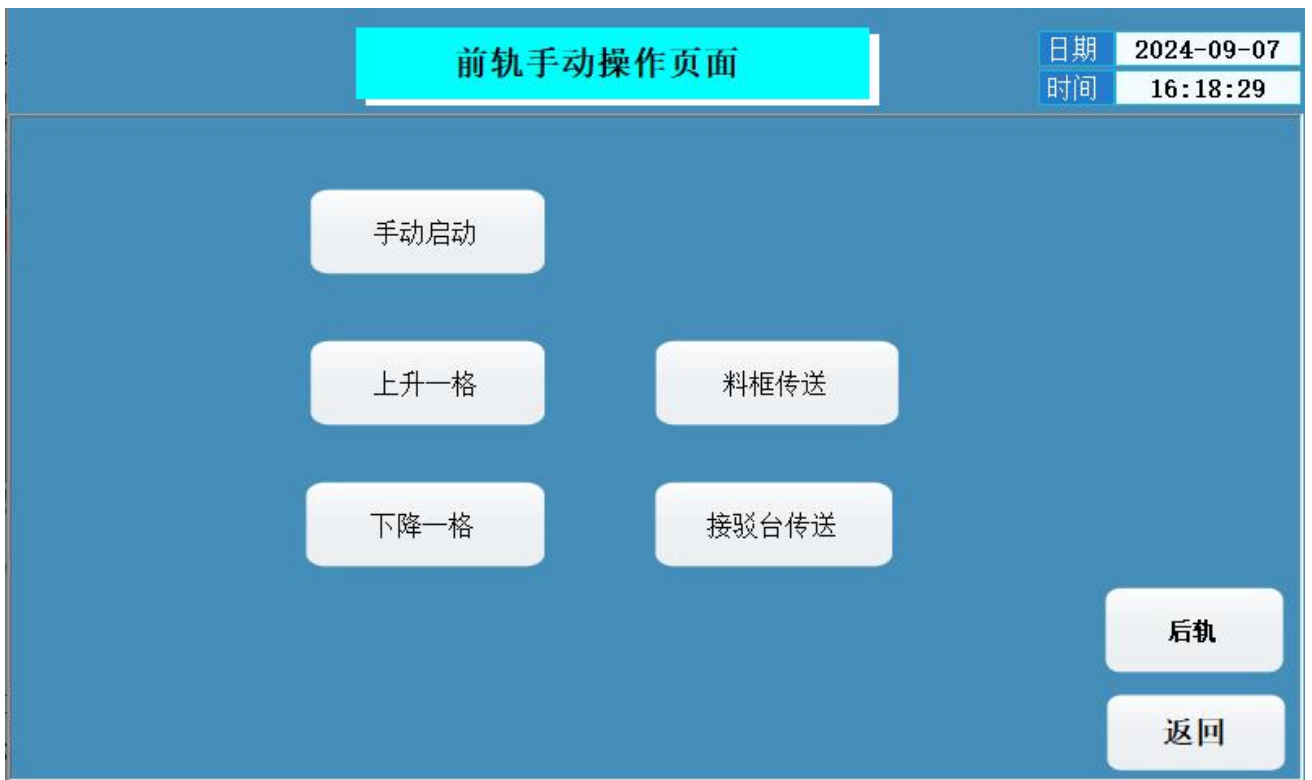 前轨手动操作页面
日期 2024-09-07
时间 16:18:29
手动启动
上升一格 料框传送
下降一格 接驳台传送
后轨
返回